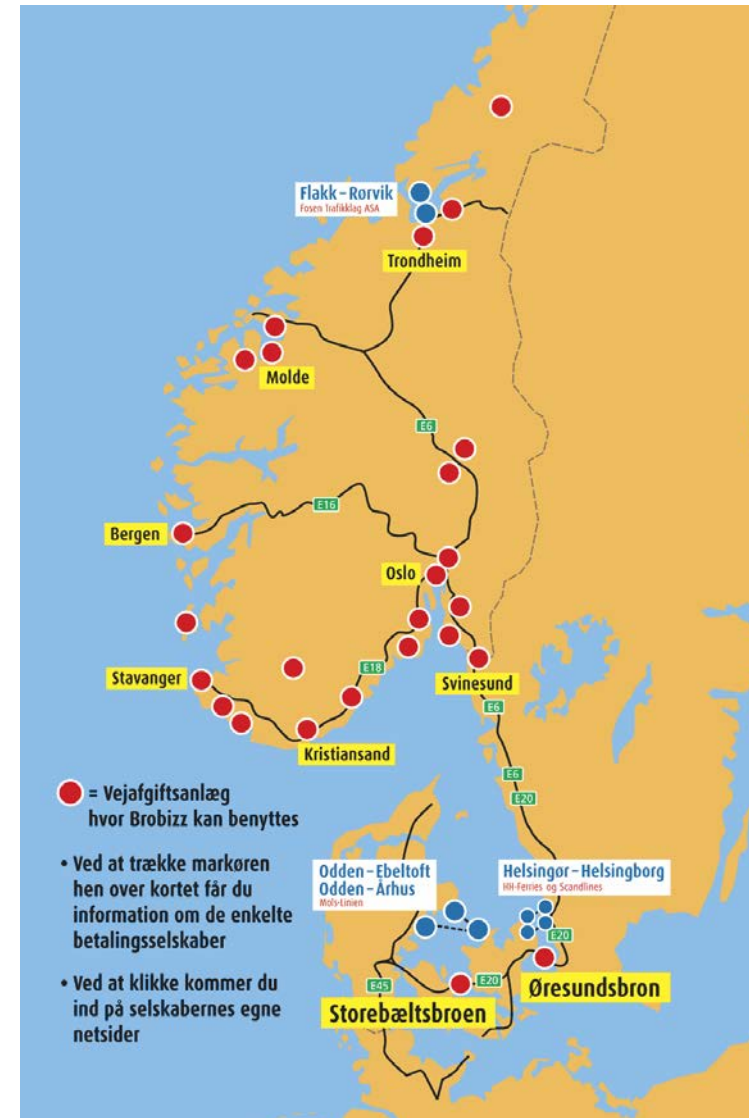 Flakk – Rørvik
Fosen Trafikklag ASA
Trondheim
Molde
E6
E16
Bergen
Oslo
E18
Stavanger
Svinesund
E6
Kristiansand
E6
E20
= Vejafgiftsanlæg
hvor Brobizz kan benyttes
• Ved at trække markøren
hen over kortet får du
information om de enkelte
betalingsselskaber
• Ved at klikke kommer du
ind på selskabernes egne
netsider
Odden – Ebeltoft
Odden – Århus
Mols-Linien
Helsingør – Helsingborg
HH-Ferries og Scandlines
E20
E20
E45
Øresundsbron
Storebæltsbroen